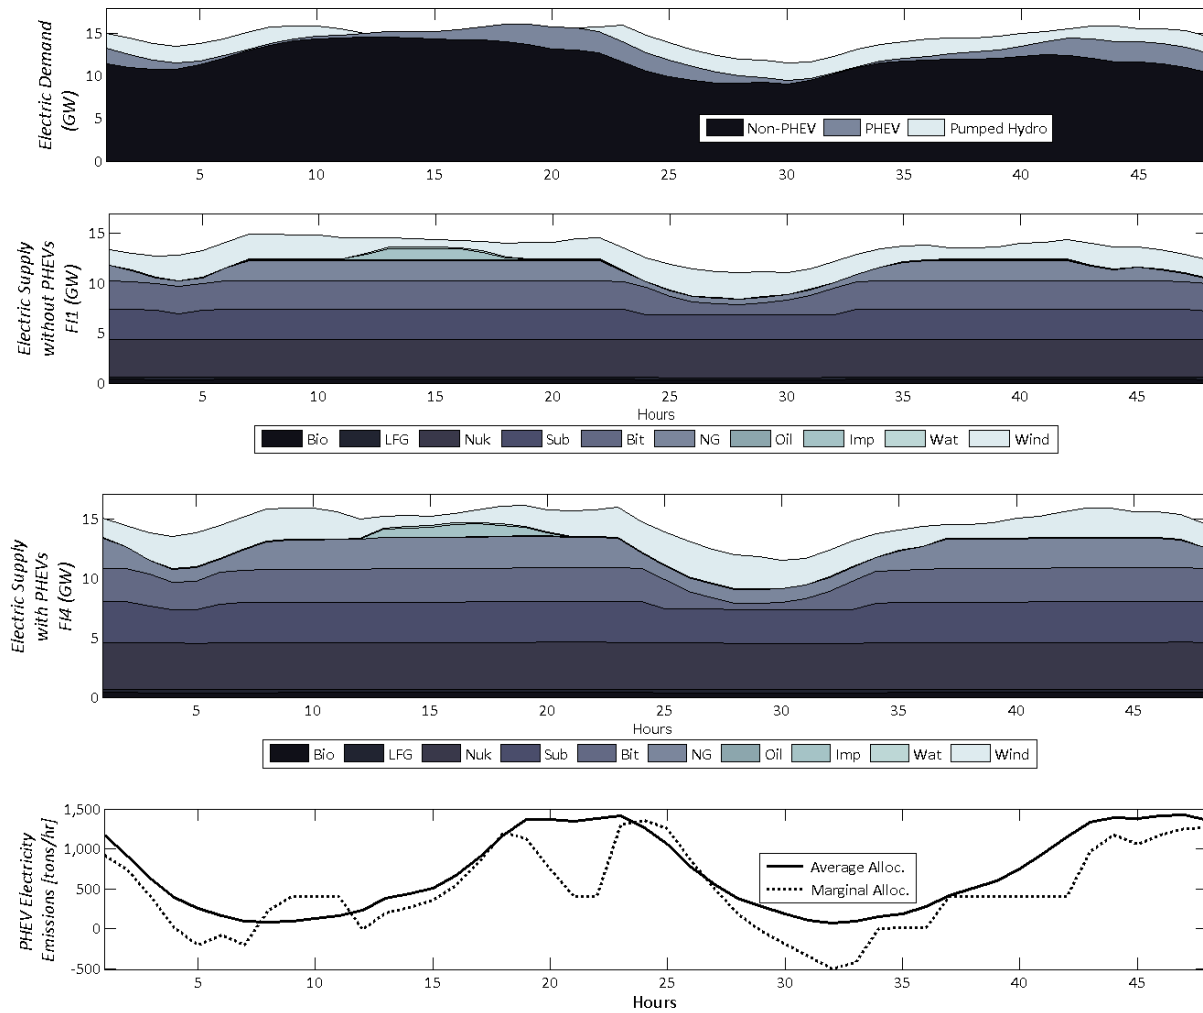 Electric Demand
(GW)
15
10
5
0
Non-PHEV PHEV Pumped Hydro
5 10 15 20 25 30 35 40 45
Electric Supply
without PHEVs
FI1 (GW)
15
10
5
0
5 10 15 20 25 30 35 40 45
Hours
Bio LFG Nuk Sub Bit NG Oil Imp Wat Wind
Electric Supply
with PHEVs
FI4 (GW)
15
10
5
0
5 10 15 20 25 30 35 40 45
Hours
Bio LFG Nuk Sub Bit NG Oil Imp Wat Wind
PHEV Electricity
Emissions [tons/hr]
1,500
1,000
500
0
-500
Average Alloc.
Marginal Alloc.
5 10 15 20 25 30 35 40 45
Hours